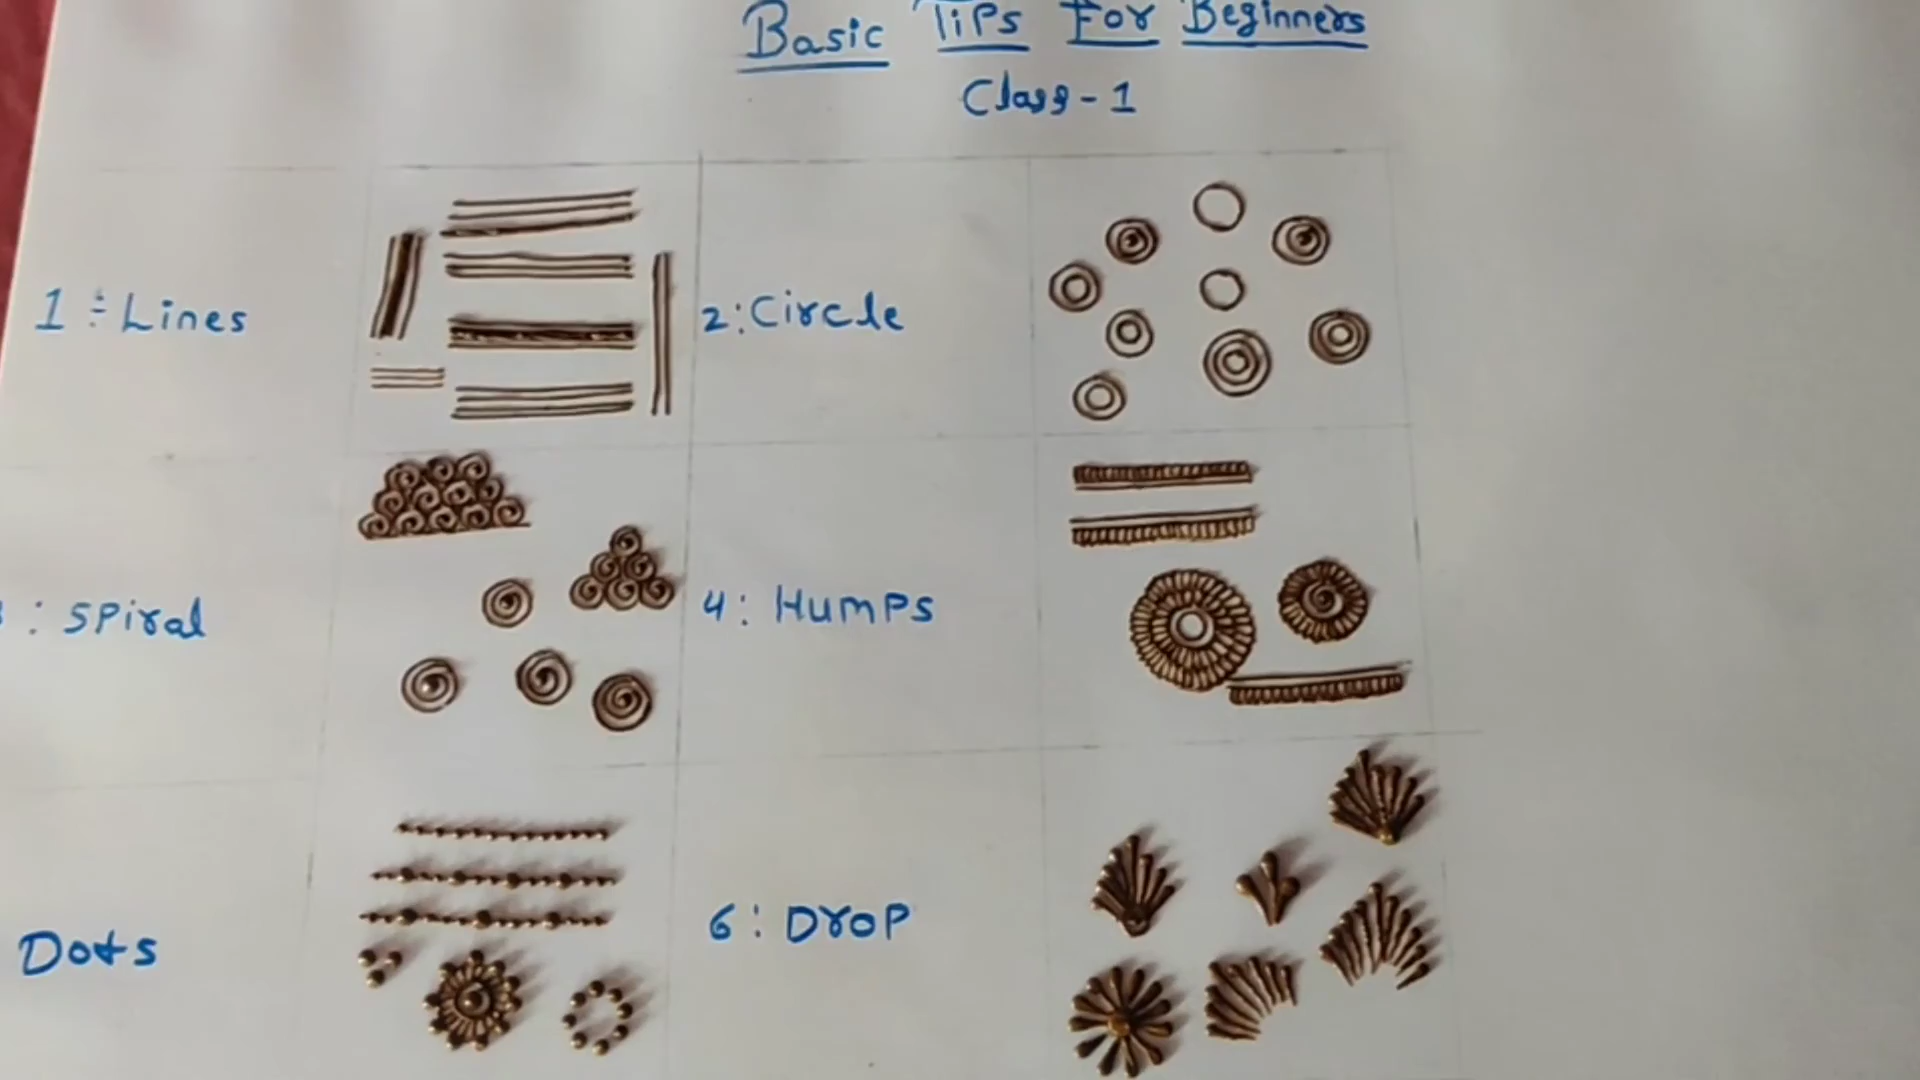 Basic Tips For Beginners
Class-1
1 :- Lines
2: Circle
: Spiral
4: Humps
Dots
6: Drop